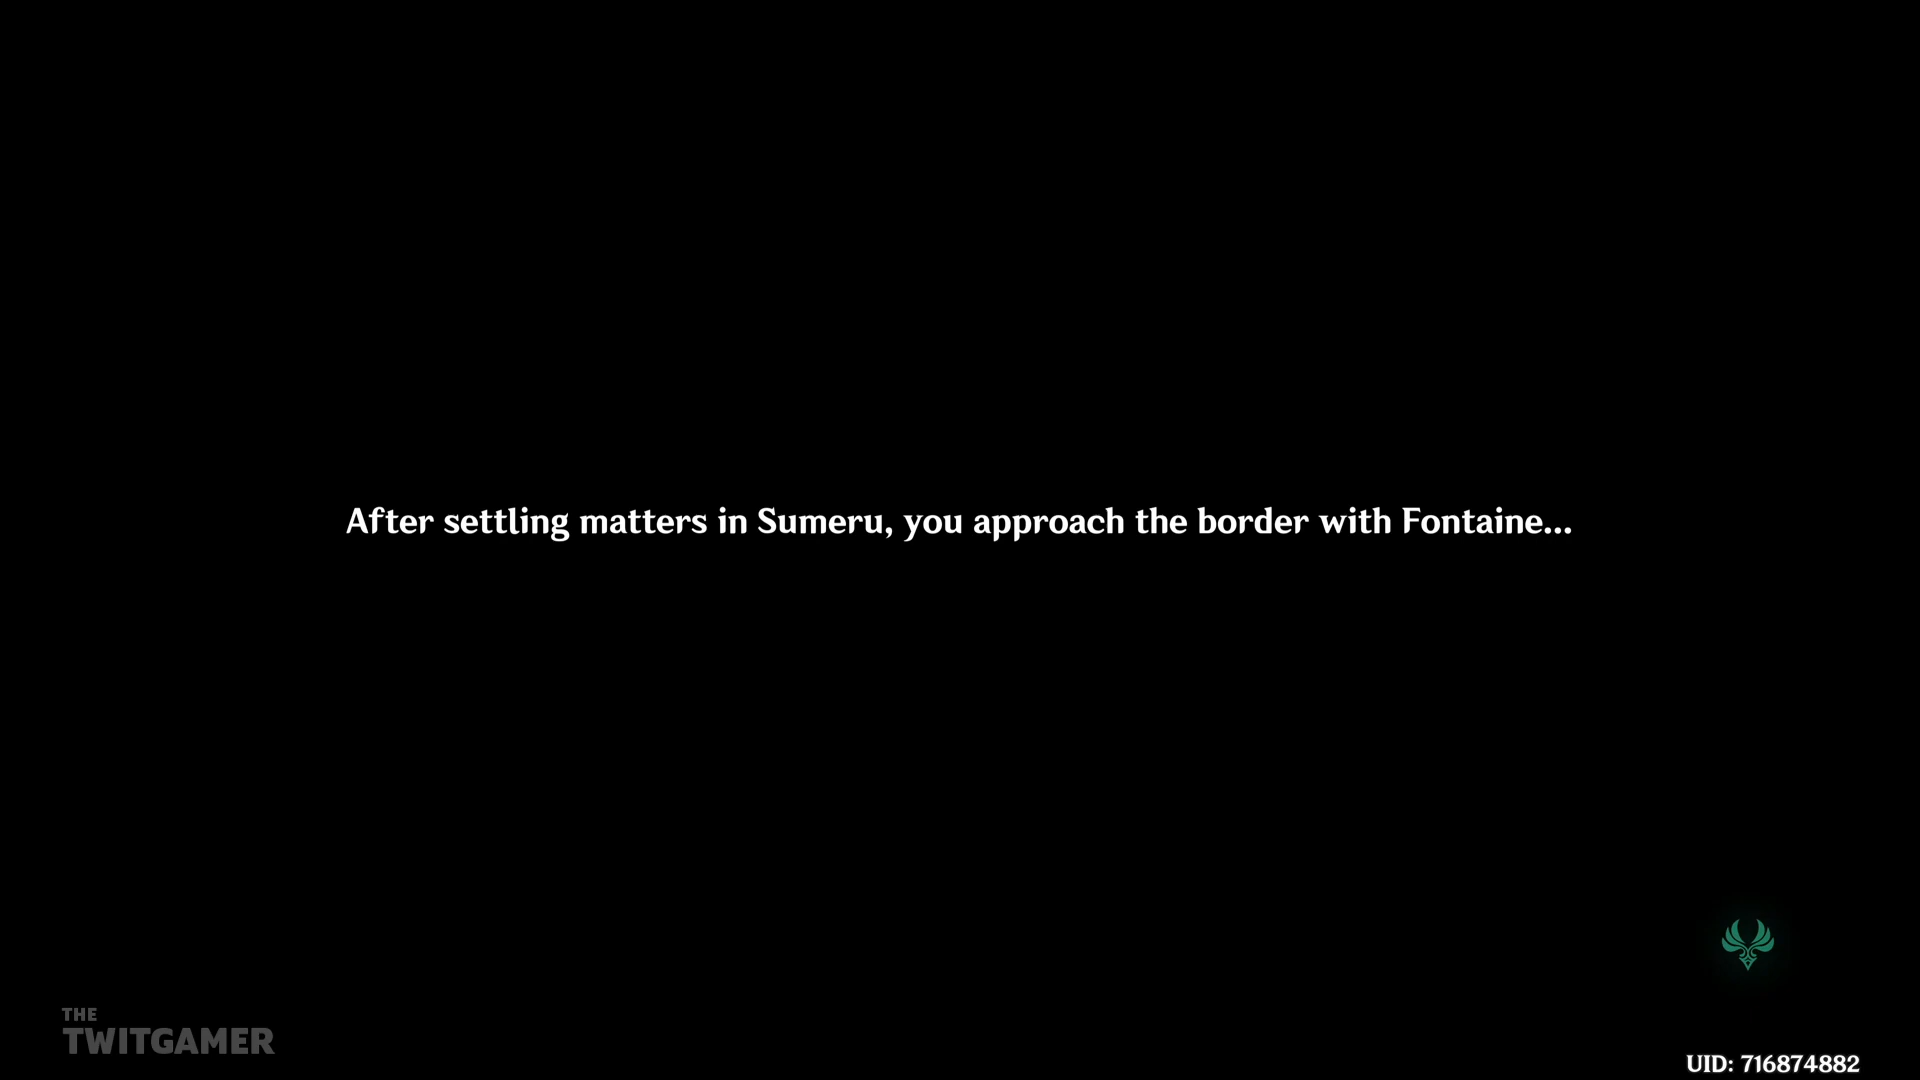 After settling matters in Sumeru, you approach the border with Fontaine...
THE
TWITGAMER
UID: 716874882